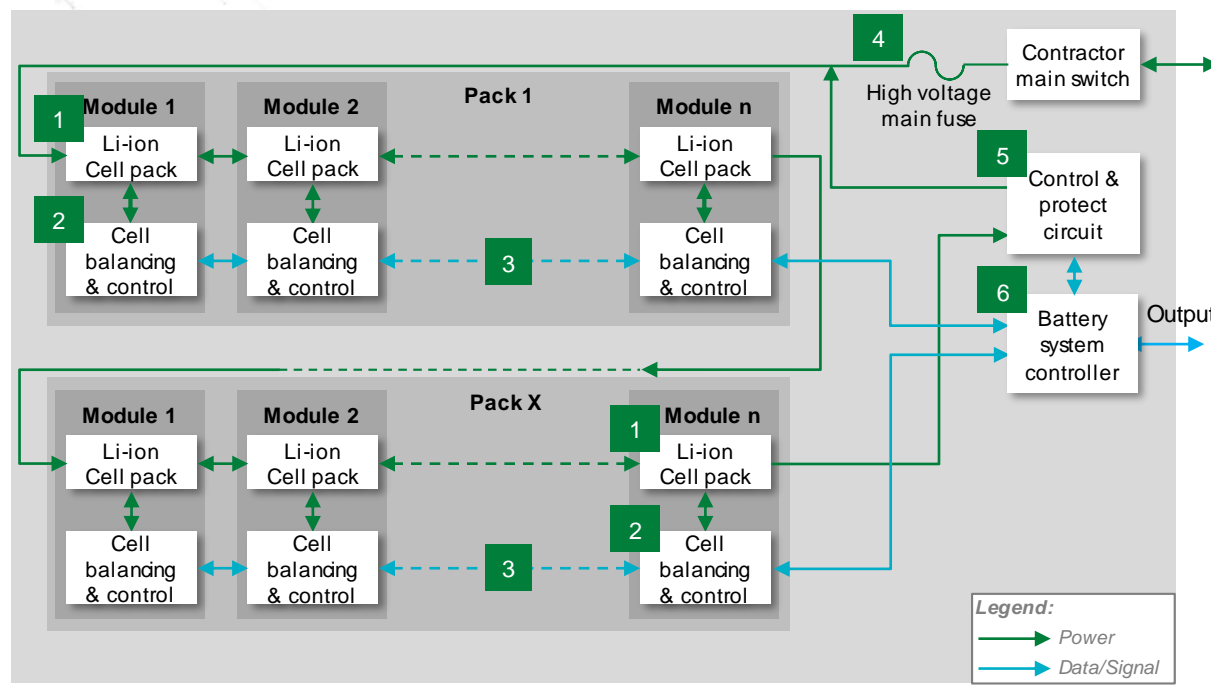 4
Contractor
main switch
High voltage
main fuse
Pack 1
Module 1
Module 2
Module n
1
Li-ion
Cell pack
Li-ion
Cell pack
Li-ion
Cell pack
5
Control &
protect
circuit
2
Cell
balancing
& control
Cell
balancing
& control
3
Cell
balancing
& control
6
Battery
system
controller
Output
Pack X
Module 1
Module 2
Module n
Li-ion
Cell pack
Li-ion
Cell pack
1
Li-ion
Cell pack
Cell
balancing
& control
Cell
balancing
& control
3
2
Cell
balancing
& control
Legend:
Power
Data/Signal